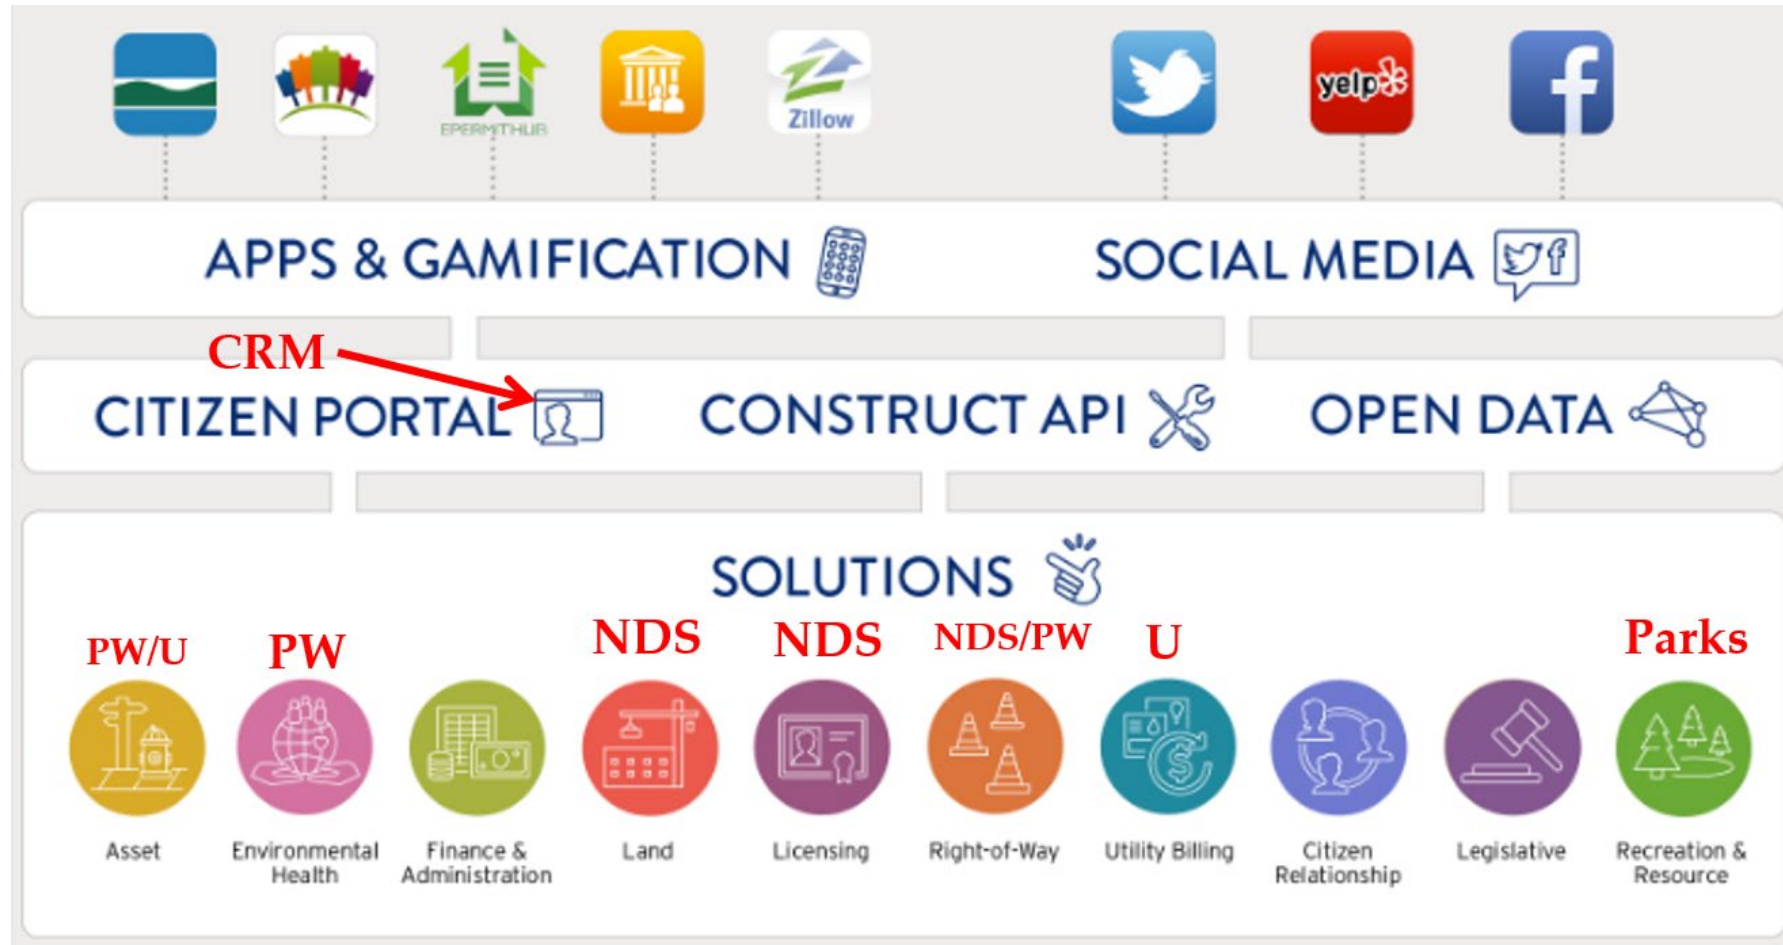 EPERMITHUB
Zillow
yelp
f
APPS & GAMIFICATION
SOCIAL MEDIA
f
CRM
CITIZEN PORTAL
CONSTRUCT API
OPEN DATA
SOLUTIONS
PW/U
PW
NDS
NDS
NDS/PW
U
Parks
$
Asset
Environmental
Health
Finance &
Administration
Land
Licensing
Right-of-Way
Utility Billing
Citizen
Relationship
Legislative
Recreation &
Resource